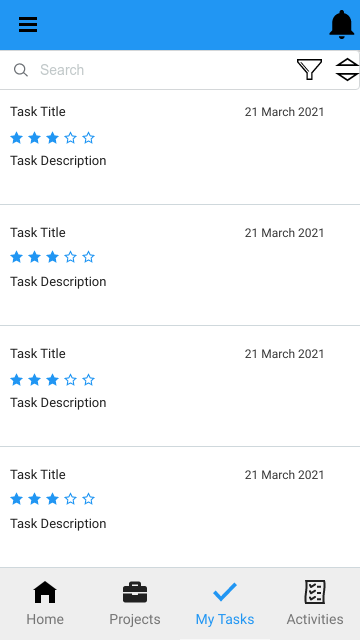 Search
Task Title 21 March 2021
Task Description
Task Title 21 March 2021
Task Description
Task Title 21 March 2021
Task Description
Task Title 21 March 2021
Task Description
Home Projects My Tasks Activities